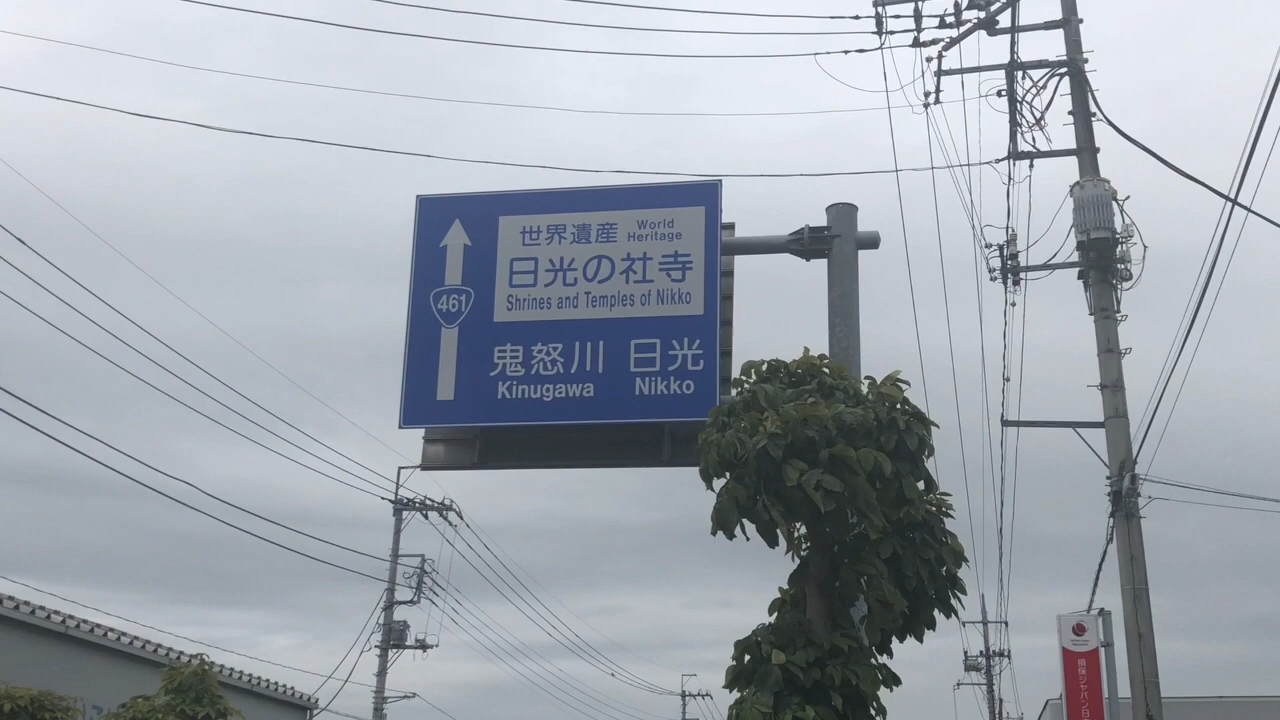 世界遺産 World Heritage
日光の社寺
Shrines and Temples of Nikko
461
鬼怒川 日光
Kinugawa Nikko
損保ジャパン日